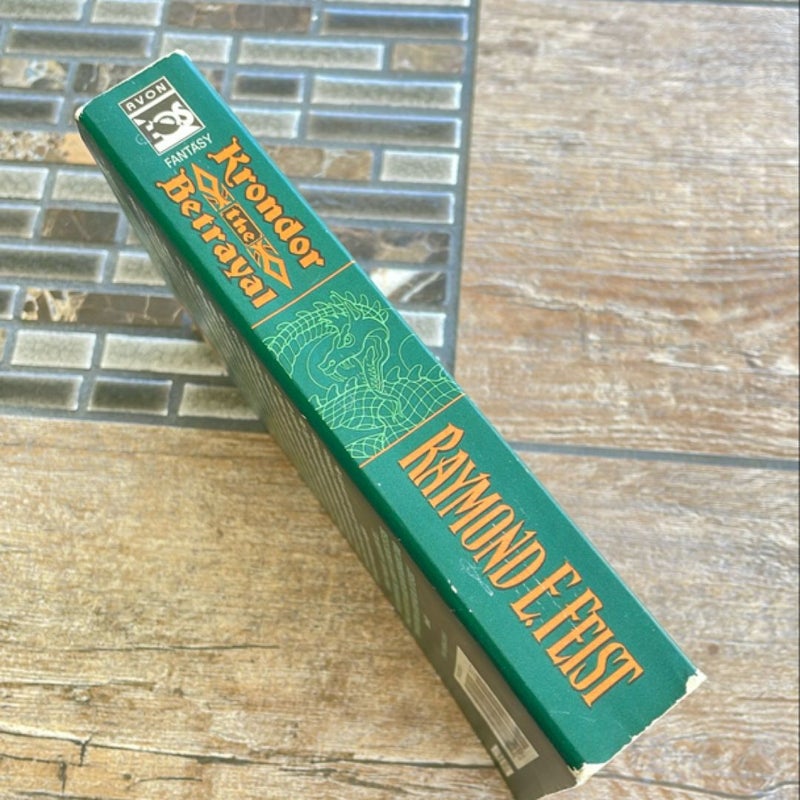 AVON
FANTASY
Krondor
the
Betrayal
RAYMOND E. FEIST